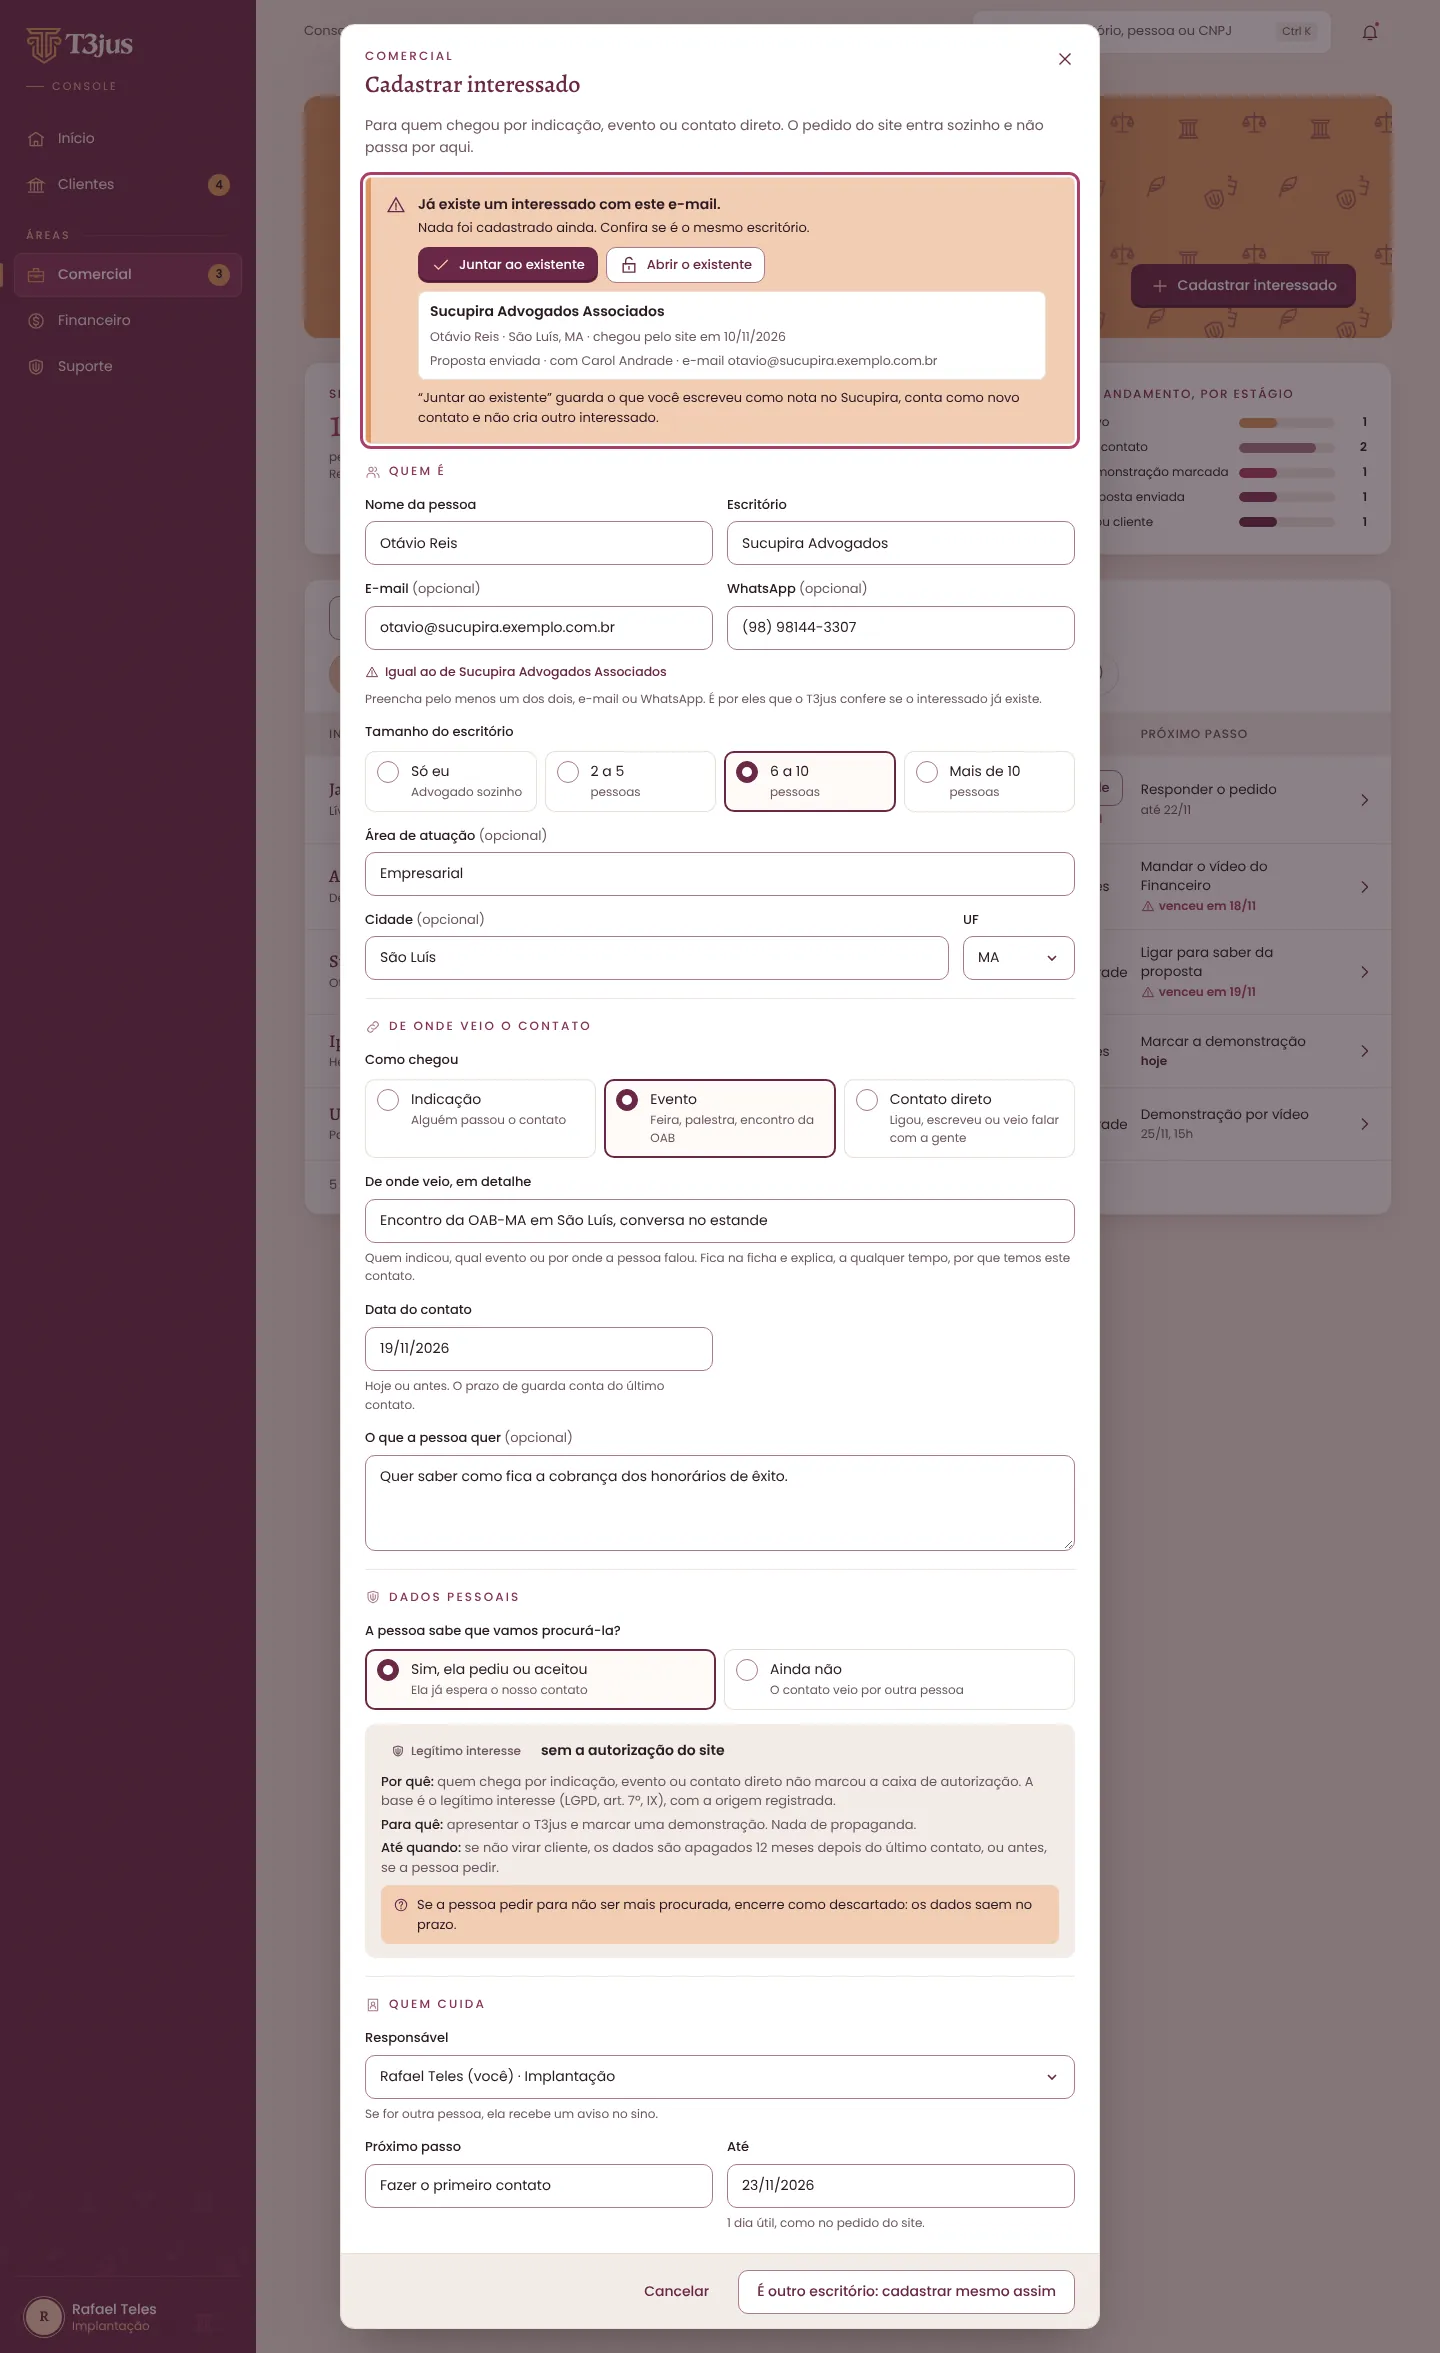 T3jus
CONSOLE
Início
Clientes
4
ÁREAS
Comercial
3
Financeiro
Suporte
Rafael Teles
Implantação
R
pessoa ou CNPJ
Ctrl K
Cadastrar interessado
ANDAMENTO, POR ESTÁGIO
1
contato
2
1
enviada
1
cliente
1
PRÓXIMO PASSO
Responder o pedido
até 22/11
Mandar o vídeo do
Financeiro
venceu em 18/11
Ligar para saber da
proposta
venceu em 19/11
Marcar a demonstração
hoje
Demonstração por vídeo
25/11, 15h
5
COMERCIAL
Cadastrar interessado
Para quem chegou por indicação, evento ou contato direto. O pedido do site entra sozinho e não
passa por aqui.
Já existe um interessado com este e-mail.
Nada foi cadastrado ainda. Confira se é o mesmo escritório.
Juntar ao existente
Abrir o existente
Sucupira Advogados Associados
Otávio Reis · São Luís, MA · chegou pelo site em 10/11/2026
Proposta enviada · com Carol Andrade · e-mail otavio@sucupira.exemplo.com.br
“Juntar ao existente” guarda o que você escreveu como nota no Sucupira, conta como novo
contato e não cria outro interessado.
QUEM É
Nome da pessoa
Escritório
Otávio Reis
Sucupira Advogados
E-mail (opcional)
WhatsApp (opcional)
otavio@sucupira.exemplo.com.br
(98) 98144-3307
Igual ao de Sucupira Advogados Associados
Preencha pelo menos um dos dois, e-mail ou WhatsApp. É por eles que o T3jus confere se o interessado já existe.
Tamanho do escritório
Só eu
Advogado sozinho
2 a 5
pessoas
6 a 10
pessoas
Mais de 10
pessoas
Área de atuação (opcional)
Empresarial
Cidade (opcional)
UF
São Luís
MA
DE ONDE VEIO O CONTATO
Como chegou
Indicação
Alguém passou o contato
Evento
Feira, palestra, encontro da
OAB
Contato direto
Ligou, escreveu ou veio falar
com a gente
De onde veio, em detalhe
Encontro da OAB-MA em São Luís, conversa no estande
Quem indicou, qual evento ou por onde a pessoa falou. Fica na ficha e explica, a qualquer tempo, por que temos este
contato.
Data do contato
19/11/2026
Hoje ou antes. O prazo de guarda conta do último
contato.
O que a pessoa quer (opcional)
Quer saber como fica a cobrança dos honorários de êxito.
DADOS PESSOAIS
A pessoa sabe que vamos procurá-la?
Sim, ela pediu ou aceitou
Ela já espera o nosso contato
Ainda não
O contato veio por outra pessoa
Legítimo interesse
sem a autorização do site
Por quê: quem chega por indicação, evento ou contato direto não marcou a caixa de autorização. A
base é o legítimo interesse (LGPD, art. 7º, IX), com a origem registrada.
Para quê: apresentar o T3jus e marcar uma demonstração. Nada de propaganda.
Até quando: se não virar cliente, os dados são apagados 12 meses depois do último contato, ou antes,
se a pessoa pedir.
Se a pessoa pedir para não ser mais procurada, encerre como descartado: os dados saem no
prazo.
QUEM CUIDA
Responsável
Rafael Teles (você) · Implantação
Se for outra pessoa, ela recebe um aviso no sino.
Próximo passo
Até
Fazer o primeiro contato
23/11/2026
1 dia útil, como no pedido do site.
Cancelar
É outro escritório: cadastrar mesmo assim